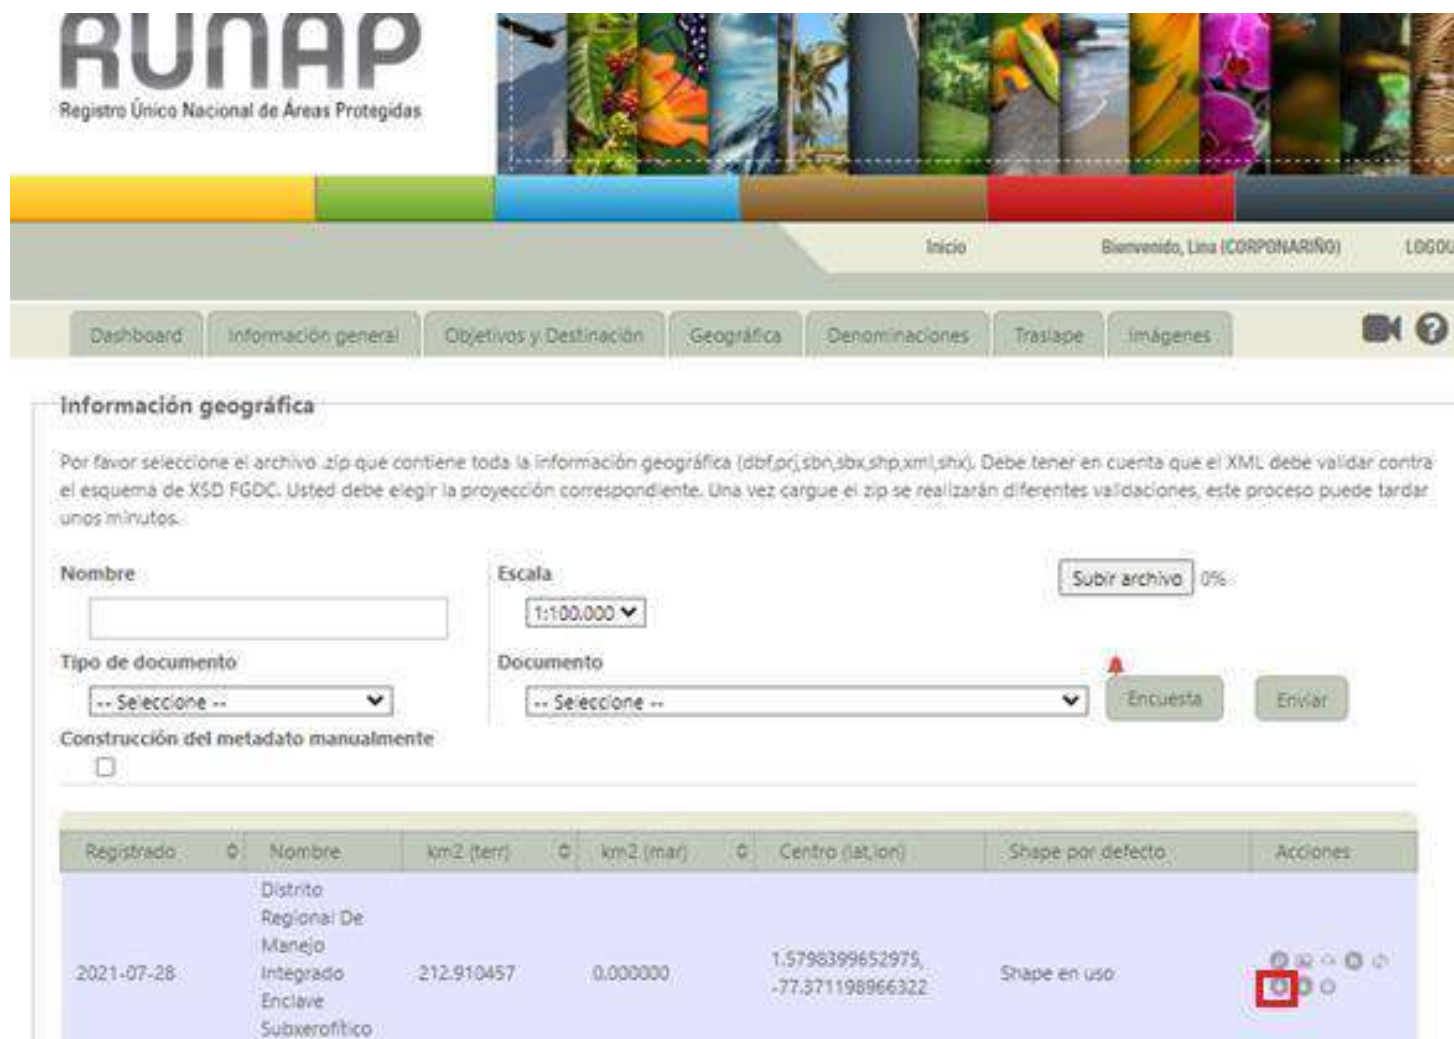 RUNAP
Registro Único Nacional de Áreas Protegidas
Inicio
Bienvenido, Lina (CORPONARIÑO)
LOGOU
Dashboard
Información general
Objetivos y Destinación
Geográfica
Denominaciones
Traslape
Imágenes
Información geográfica
Por favor seleccione el archivo .zip que contiene toda la información geográfica (dbf,prj,sbn,sbx,shp,xml,shx). Debe tener en cuenta que el XML debe validar contra
el esquema de XSD FGDC. Usted debe elegir la proyección correspondiente. Una vez cargue el zip se realizarán diferentes validaciones, este proceso puede tardar
unos minutos.
Nombre
Escala
Subir archivo 0%
1:100.000
Tipo de documento
Documento
-- Seleccione --
-- Seleccione --
Encuesta
Enviar
Construcción del metadato manualmente
Registrado
Nombre
km2 (terr)
km2 (mar)
Centro (lat,lon)
Shape por defecto
Acciones
2021-07-28
Distrito
Regional De
Manejo
Integrado
Enclave
Subxerofítico
212.910457
0.000000
1.5798399652975,
-77.371198966322
Shape en uso